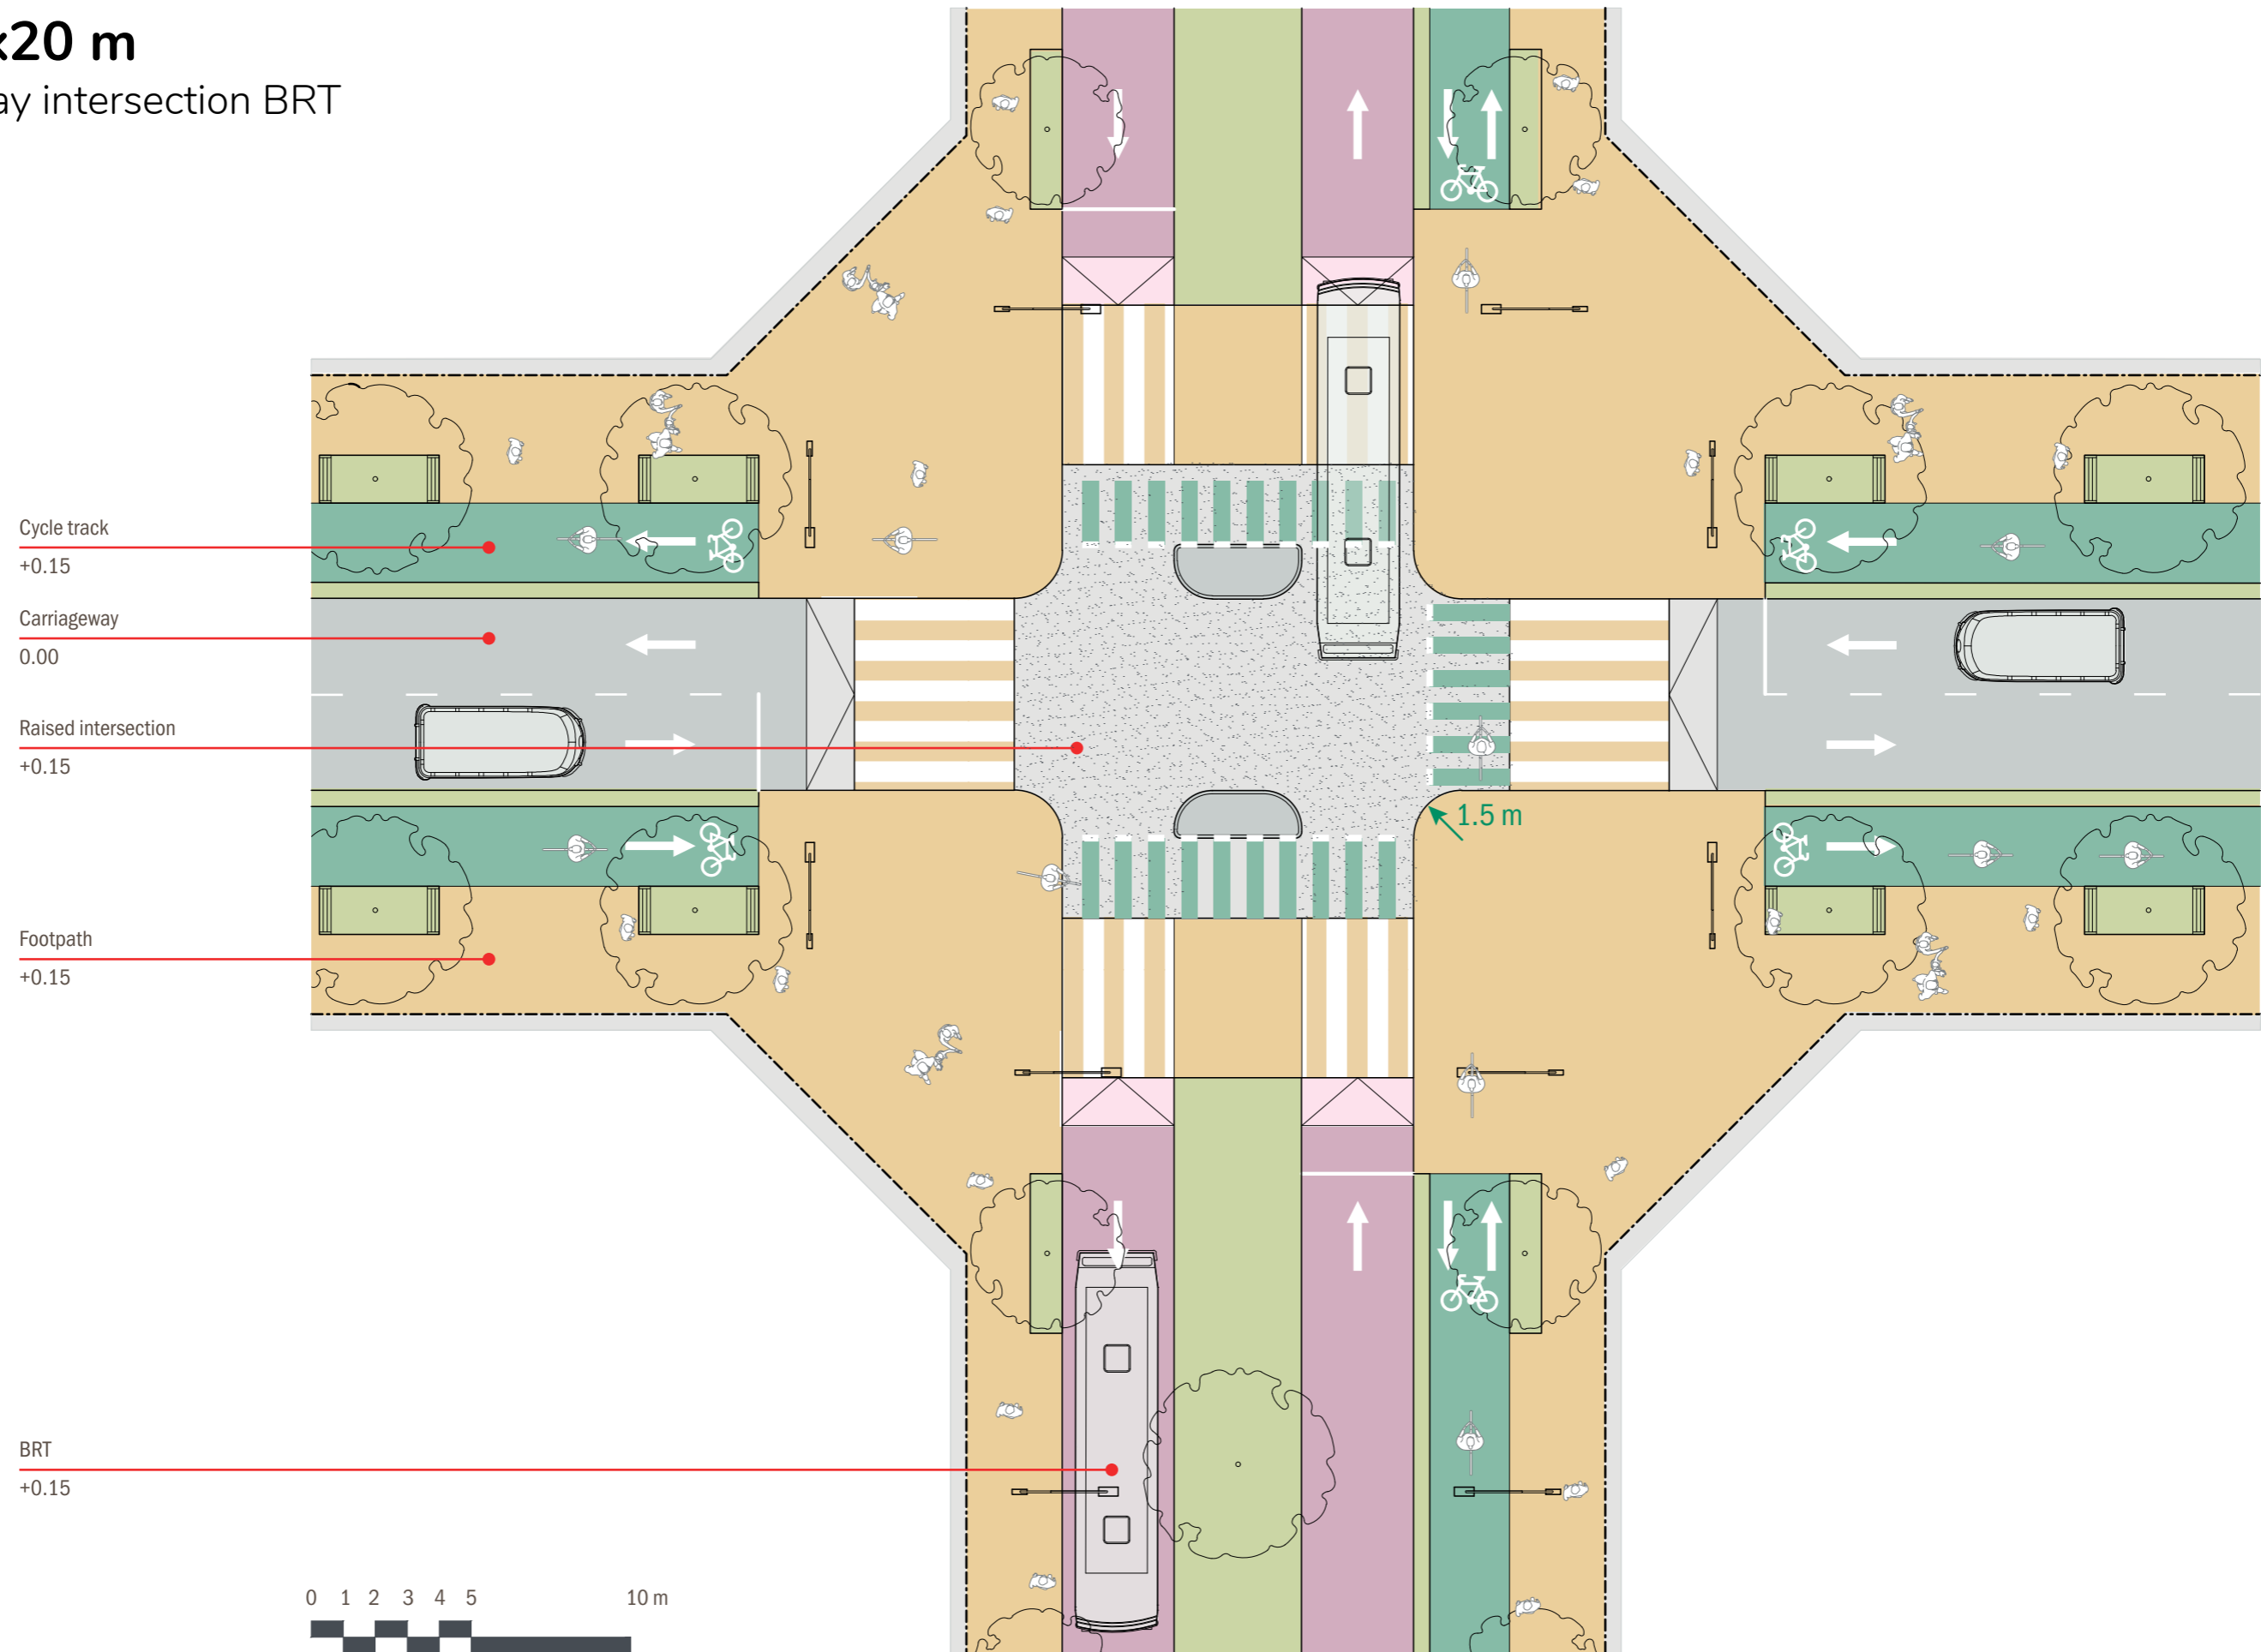 x20 m
ay intersection BRT
Cycle track
+0.15
Carriageway
0.00
Raised intersection
+0.15
1.5 m
Footpath
+0.15
BRT
+0.15
0 1 2 3 4 5 10 m